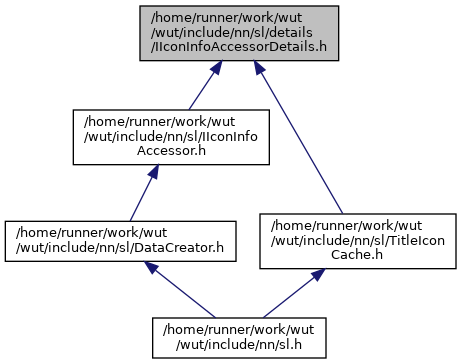 /home/runner/work/wut
/wut/include/nn/sl/details
/IIconInfoAccessorDetails.h
/home/runner/work/wut
/wut/include/nn/sl/IIconInfo
Accessor.h
/home/runner/work/wut
/wut/include/nn/sl/DataCreator.h
/home/runner/work/wut
/wut/include/nn/sl/TitleIcon
Cache.h
/home/runner/work/wut
/wut/include/nn/sl.h